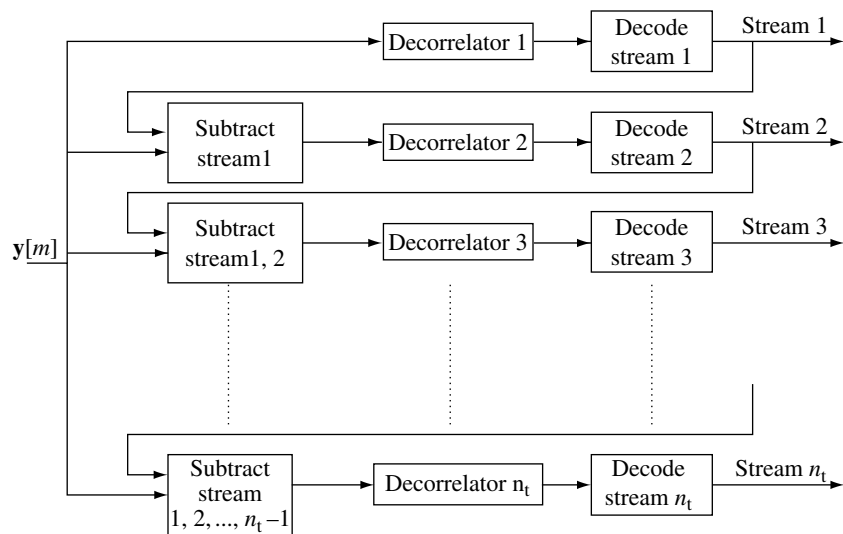 Decorrelator 1
Decode
stream 1
Stream 1
Subtract
stream1
Decorrelator 2
Decode
stream 2
Stream 2
y[m]
Subtract
stream1, 2
Decorrelator 3
Decode
stream 3
Stream 3
Subtract
stream
1, 2, ..., nt –1
Decorrelator nt
Decode
stream nt
Stream nt